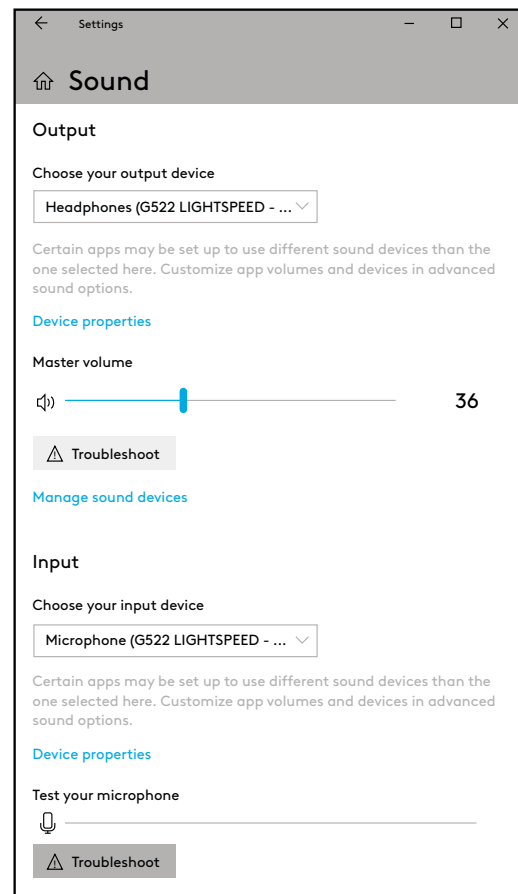 Settings
Sound
Output
Choose your output device
Headphones (G522 LIGHTSPEED - ...
Certain apps may be set up to use different sound devices than the
one selected here. Customize app volumes and devices in advanced
sound options.
Device properties
Master volume
36
Troubleshoot
Manage sound devices
Input
Choose your input device
Microphone (G522 LIGHTSPEED - ...
Certain apps may be set up to use different sound devices than the
one selected here. Customize app volumes and devices in advanced
sound options.
Device properties
Test your microphone
Troubleshoot